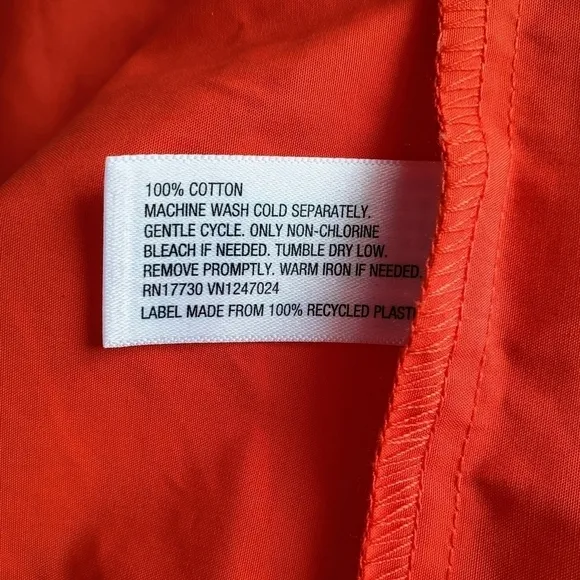 100% COTTON
MACHINE WASH COLD SEPARATELY.
GENTLE CYCLE. ONLY NON-CHLORINE
BLEACH IF NEEDED. TUMBLE DRY LOW.
REMOVE PROMPTLY. WARM IRON IF NEEDED.
RN17730 VN1247024
LABEL MADE FROM 100% RECYCLED PLASTI